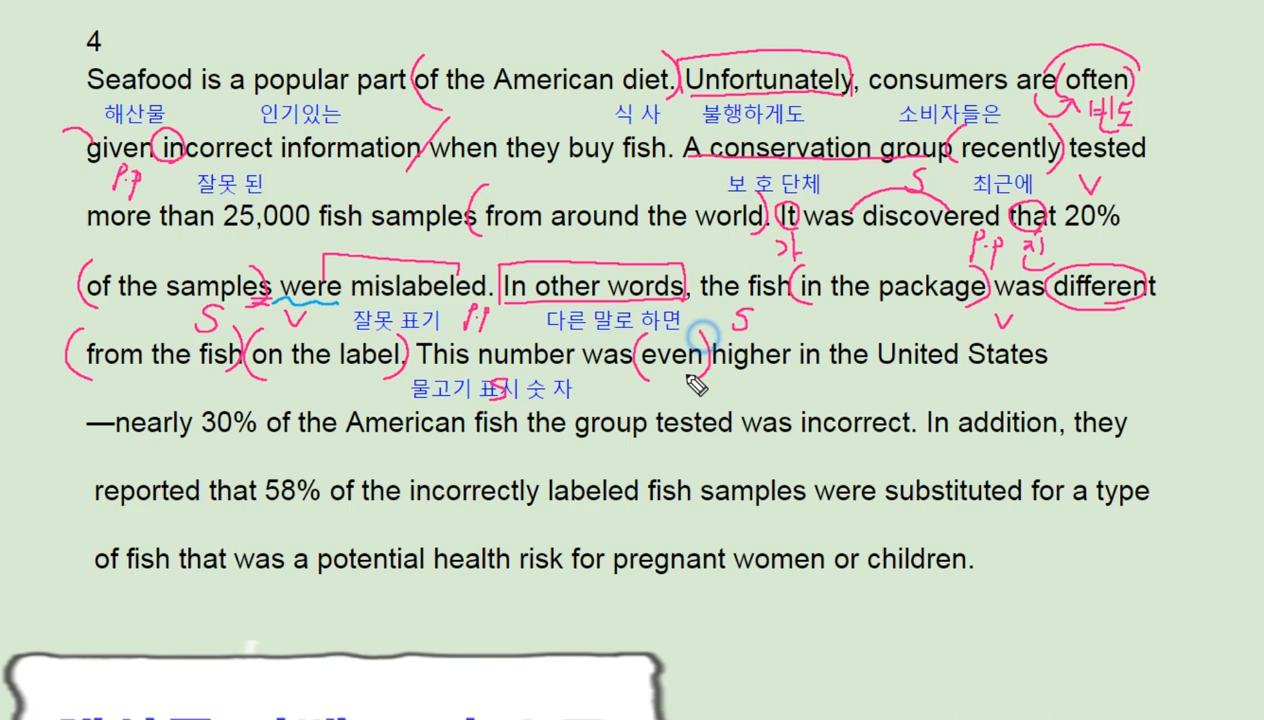 4
Seafood is a popular part of the American diet. Unfortunately, consumers are often
해산물 인기있는 식 사 불행하게도 소비자들은 빈도
given incorrect information when they buy fish. A conservation group recently tested
p.p 잘못 된 보 호 단체 S 최근에 V
more than 25,000 fish samples from around the world. It was discovered that 20%
가 p.p 진
of the samples were mislabeled. In other words, the fish in the package was different
S V 잘못 표기 p.p 다른 말로 하면 S V
from the fish on the label. This number was even higher in the United States
물고기 표시 숫 자 S
—nearly 30% of the American fish the group tested was incorrect. In addition, they
reported that 58% of the incorrectly labeled fish samples were substituted for a type
of fish that was a potential health risk for pregnant women or children.